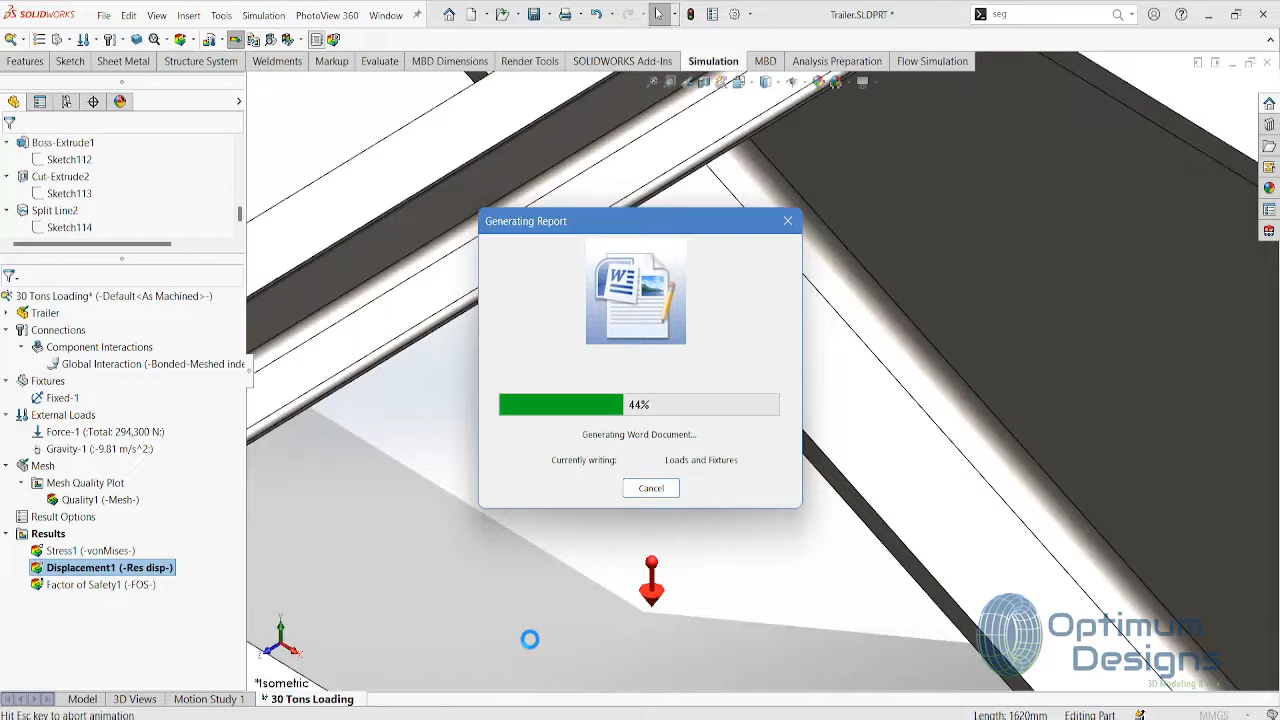 SOLIDWORKS File Edit View Insert Tools Simulation PhotoView 360 Window Trailer.SLDPRT * seg
Features Sketch Sheet Metal Structure System Weldments Markup Evaluate MBD Dimensions Render Tools SOLIDWORKS Add-Ins Simulation MBD Analysis Preparation Flow Simulation
Boss-Extrude1
Sketch112
Cut-Extrude2
Sketch113
Split Line2
Sketch114
30 Tons Loading* (-Default<As Machined>-)
Trailer
Connections
Component Interactions
Global Interaction (-Bonded-Meshed inde
Fixtures
Fixed-1
External Loads
Force-1 (:Total: 294,300 N:)
Gravity-1 (:-9.81 m/s^2:)
Mesh
Mesh Quality Plot
Quality1 (-Mesh-)
Result Options
Results
Stress1 (-vonMises-)
Displacement1 (-Res disp-)
Factor of Safety1 (-FOS-)
Generating Report
W
44%
Generating Word Document...
Currently writing: Loads and Fixtures
Cancel
Y
Z X
*Isometric
Optimum
Designs
3D Modeling &
Model 3D Views Motion Study 1 30 Tons Loading
Hit Esc key to abort animation Length: 1620mm Editing Part MMGS